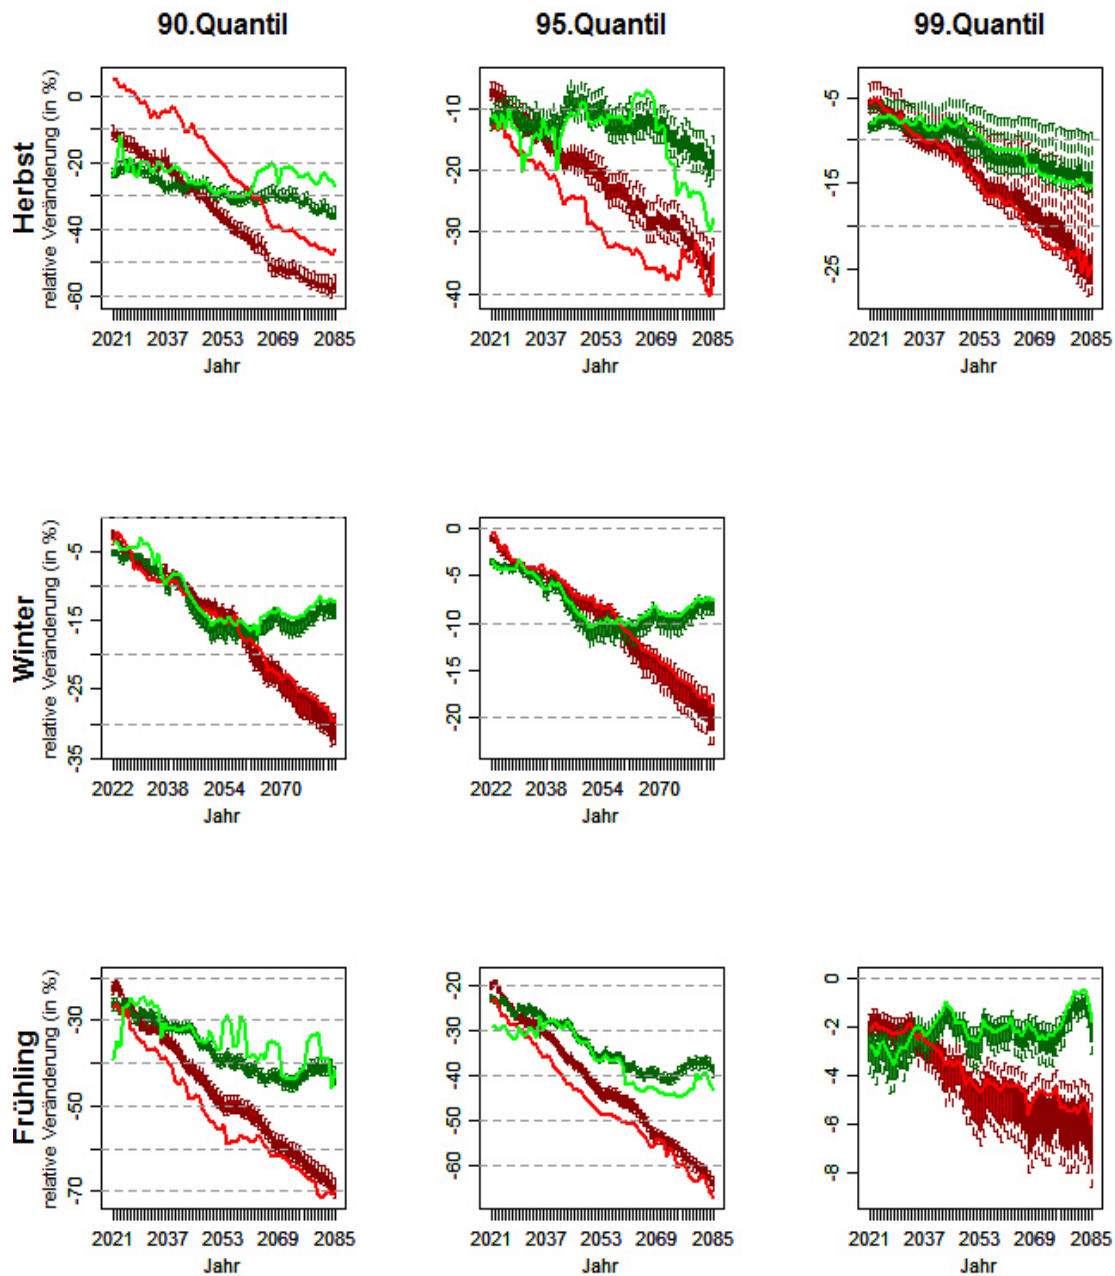 90.Quantil 95.Quantil 99.Quantil
Herbst
relative Veränderung (in %)
0 -20 -40 -60
2021 2037 2053 2069 2085
Jahr
-10 -20 -30 -40
2021 2037 2053 2069 2085
Jahr
-5 -15 -25
2021 2037 2053 2069 2085
Jahr
Winter
relative Veränderung (in %)
-5 -15 -25 -35
2022 2038 2054 2070
Jahr
0 -5 -10 -15 -20
2022 2038 2054 2070
Jahr
Frühling
relative Veränderung (in %)
-30 -50 -70
2021 2037 2053 2069 2085
Jahr
-20 -30 -40 -50 -60
2021 2037 2053 2069 2085
Jahr
0 -2 -4 -6 -8
2021 2037 2053 2069 2085
Jahr